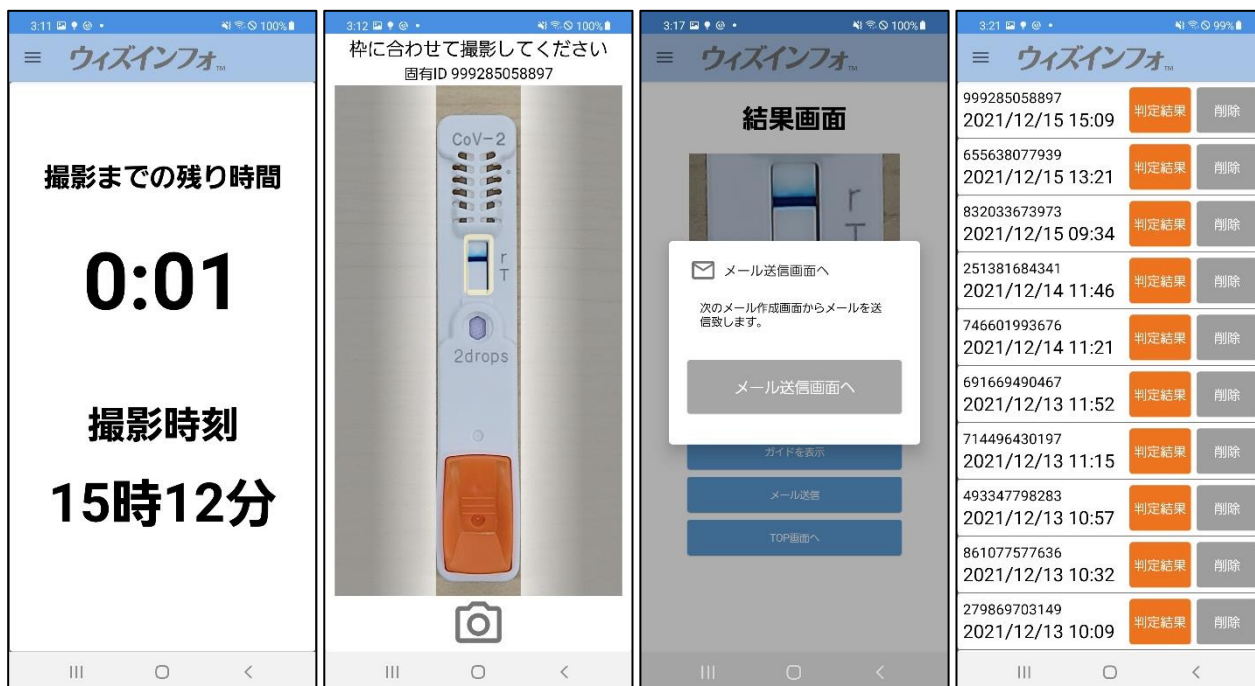 3:11
100%
ウィズインフォ™
撮影までの残り時間
0:01
撮影時刻
15時12分
3:12
100%
枠に合わせて撮影してください
固有ID 999285058897
CoV-2
r
T
2drops
3:17
100%
ウィズインフォ™
結果画面
r
T
メール送信画面へ
次のメール作成画面からメールを送
信致します。
メール送信画面へ
ガイドを表示
メール送信
TOP画面へ
3:21
99%
ウィズインフォ™
999285058897
2021/12/15 15:09
判定結果
削除
655638077939
2021/12/15 13:21
判定結果
削除
832033673973
2021/12/15 09:34
判定結果
削除
251381684341
2021/12/14 11:46
判定結果
削除
746601993676
2021/12/14 11:21
判定結果
削除
691669490467
2021/12/13 11:52
判定結果
削除
714496430197
2021/12/13 11:15
判定結果
削除
493347798283
2021/12/13 10:57
判定結果
削除
861077577636
2021/12/13 10:32
判定結果
削除
279869703149
2021/12/13 10:09
判定結果
削除